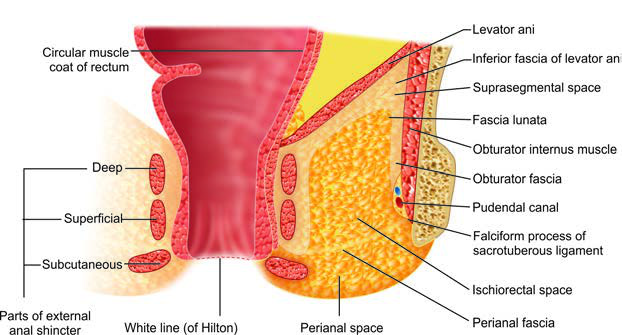 Circular muscle
coat of rectum
Deep
Superficial
Subcutaneous
Parts of external
anal shincter
White line (of Hilton)
Perianal space
Levator ani
Inferior fascia of levator ani
Suprasegmental space
Fascia lunata
Obturator internus muscle
Obturator fascia
Pudendal canal
Falciform process of
sacrotuberous ligament
Ischiorectal space
Perianal fascia